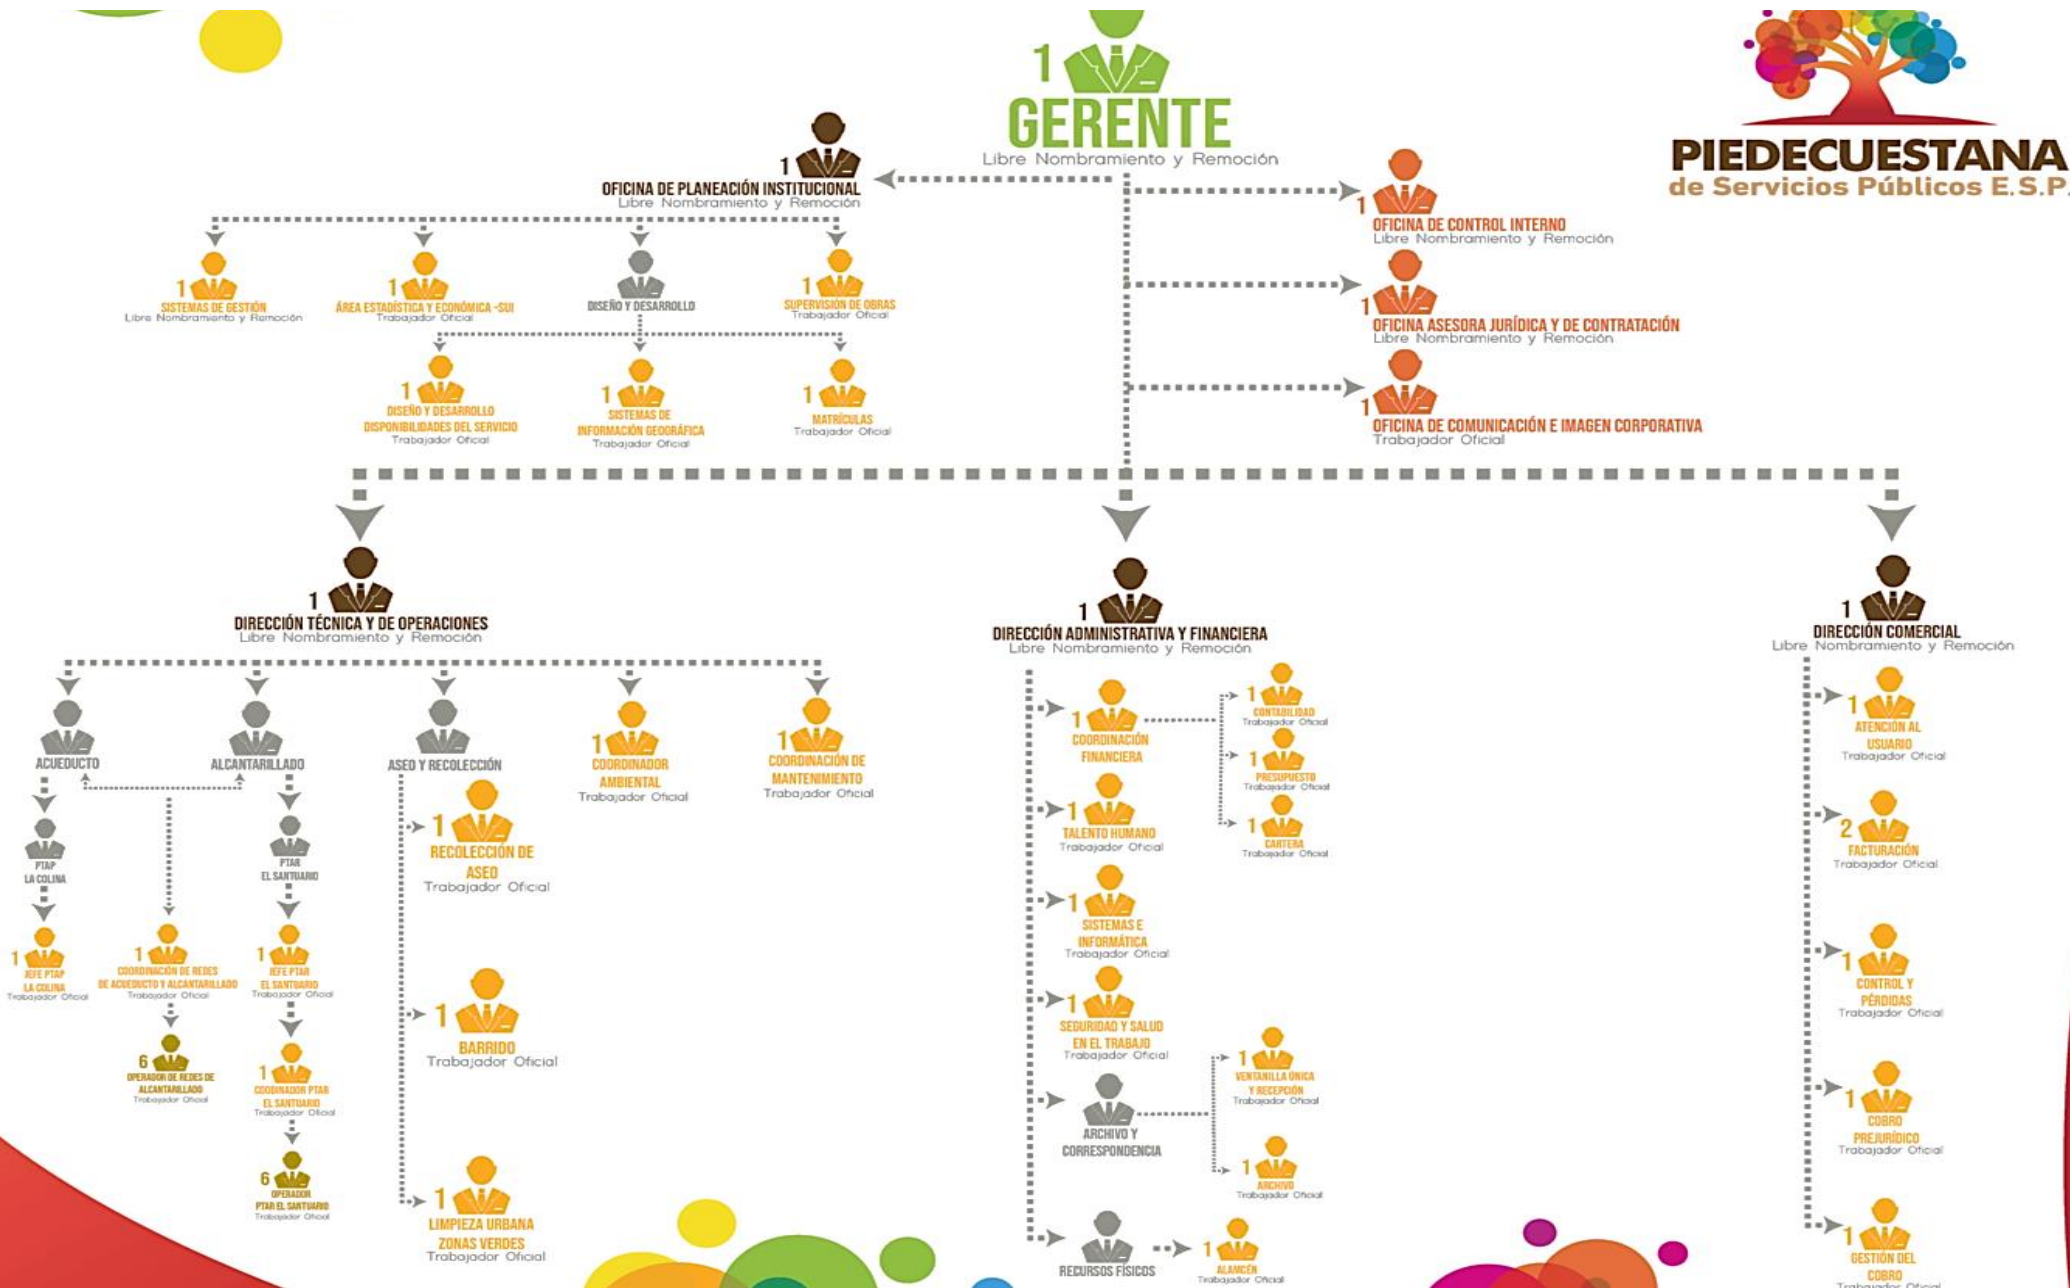 1
GERENTE
Libre Nombramiento y Remoción
PIEDECUESTANA
de Servicios Públicos E.S.P.
1
OFICINA DE PLANEACIÓN INSTITUCIONAL
Libre Nombramiento y Remoción
1
OFICINA DE CONTROL INTERNO
Libre Nombramiento y Remoción
1
OFICINA ASESORA JURÍDICA Y DE CONTRATACIÓN
Libre Nombramiento y Remoción
1
OFICINA DE COMUNICACIÓN E IMAGEN CORPORATIVA
Trabajador Oficial
1
SISTEMAS DE GESTIÓN
Libre Nombramiento y Remoción
1
ÁREA ESTADÍSTICA Y ECONÓMICA -SUI
Trabajador Oficial
DISEÑO Y DESARROLLO
1
SUPERVISIÓN DE OBRAS
Trabajador Oficial
1
DISEÑO Y DESARROLLO
DISPONIBILIDADES DEL SERVICIO
Trabajador Oficial
1
SISTEMAS DE
INFORMACIÓN GEOGRÁFICA
Trabajador Oficial
1
MATRÍCULAS
Trabajador Oficial
1
DIRECCIÓN TÉCNICA Y DE OPERACIONES
Libre Nombramiento y Remoción
ACUEDUCTO
ALCANTARILLADO
ASEO Y RECOLECCIÓN
1
COORDINADOR
AMBIENTAL
Trabajador Oficial
1
COORDINACIÓN DE
MANTENIMIENTO
Trabajador Oficial
PTAP
LA COLINA
1
JEFE PTAP
LA COLINA
Trabajador Oficial
1
COORDINACIÓN DE REDES
DE ACUEDUCTO Y ALCANTARILLADO
Trabajador Oficial
6
OPERADOR DE REDES DE
ALCANTARILLADO
Trabajador Oficial
PTAR
EL SANTUARIO
1
JEFE PTAR
EL SANTUARIO
Trabajador Oficial
1
COODINADOR PTAR
EL SANTUARIO
Trabajador Oficial
6
OPERADOR
PTAR EL SANTUARIO
Trabajador Oficial
1
RECOLECCIÓN DE
ASEO
Trabajador Oficial
1
BARRIDO
Trabajador Oficial
1
LIMPIEZA URBANA
ZONAS VERDES
Trabajador Oficial
1
DIRECCIÓN ADMINISTRATIVA Y FINANCIERA
Libre Nombramiento y Remoción
1
COORDINACIÓN
FINANCIERA
1
CONTABILIDAD
Trabajador Oficial
1
PRESUPUESTO
Trabajador Oficial
1
CARTERA
Trabajador Oficial
1
TALENTO HUMANO
Trabajador Oficial
1
SISTEMAS E
INFORMÁTICA
Trabajador Oficial
1
SEGURIDAD Y SALUD
EN EL TRABAJO
Trabajador Oficial
ARCHIVO Y
CORRESPONDENCIA
1
VENTANILLA ÚNICA
Y RECEPCIÓN
Trabajador Oficial
1
ARCHIVO
Trabajador Oficial
RECURSOS FÍSICOS
1
ALAMCÉN
Trabajador Oficial
1
DIRECCIÓN COMERCIAL
Libre Nombramiento y Remoción
1
ATENCIÓN AL
USUARIO
Trabajador Oficial
2
FACTURACIÓN
Trabajador Oficial
1
CONTROL Y
PÉRDIDAS
Trabajador Oficial
1
COBRO
PREJURÍDICO
Trabajador Oficial
1
GESTIÓN DEL
COBRO
Trabajador Oficial